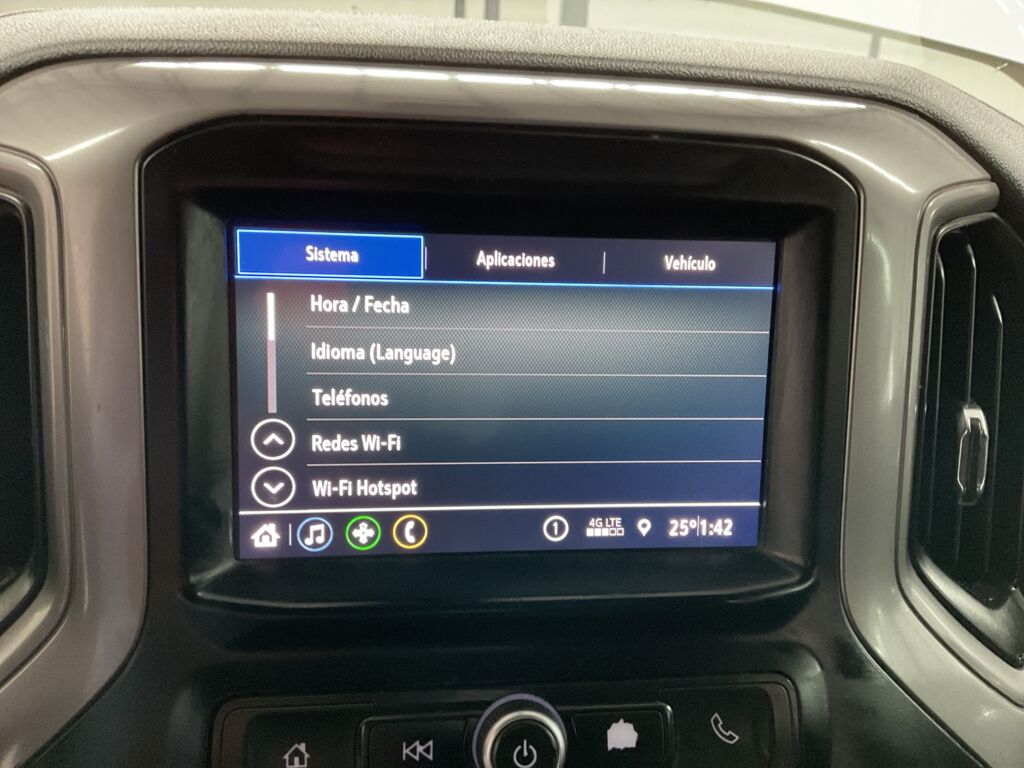 Sistema
Aplicaciones
Vehículo
Hora / Fecha
Idioma (Language)
Teléfonos
Redes Wi-Fi
Wi-Fi Hotspot
1
4G LTE
25° 1:42